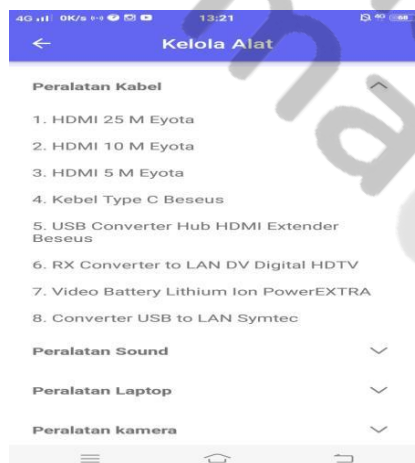 4G 0K/s 13:21 40
Kelola Alat
Peralatan Kabel
1. HDMI 25 M Eyota
2. HDMI 10 M Eyota
3. HDMI 5 M Eyota
4. Kebel Type C Beseus
5. USB Converter Hub HDMI Extender
Beseus
6. RX Converter to LAN DV Digital HDTV
7. Video Battery Lithium Ion PowerEXTRA
8. Converter USB to LAN Symtec
Peralatan Sound
Peralatan Laptop
Peralatan kamera